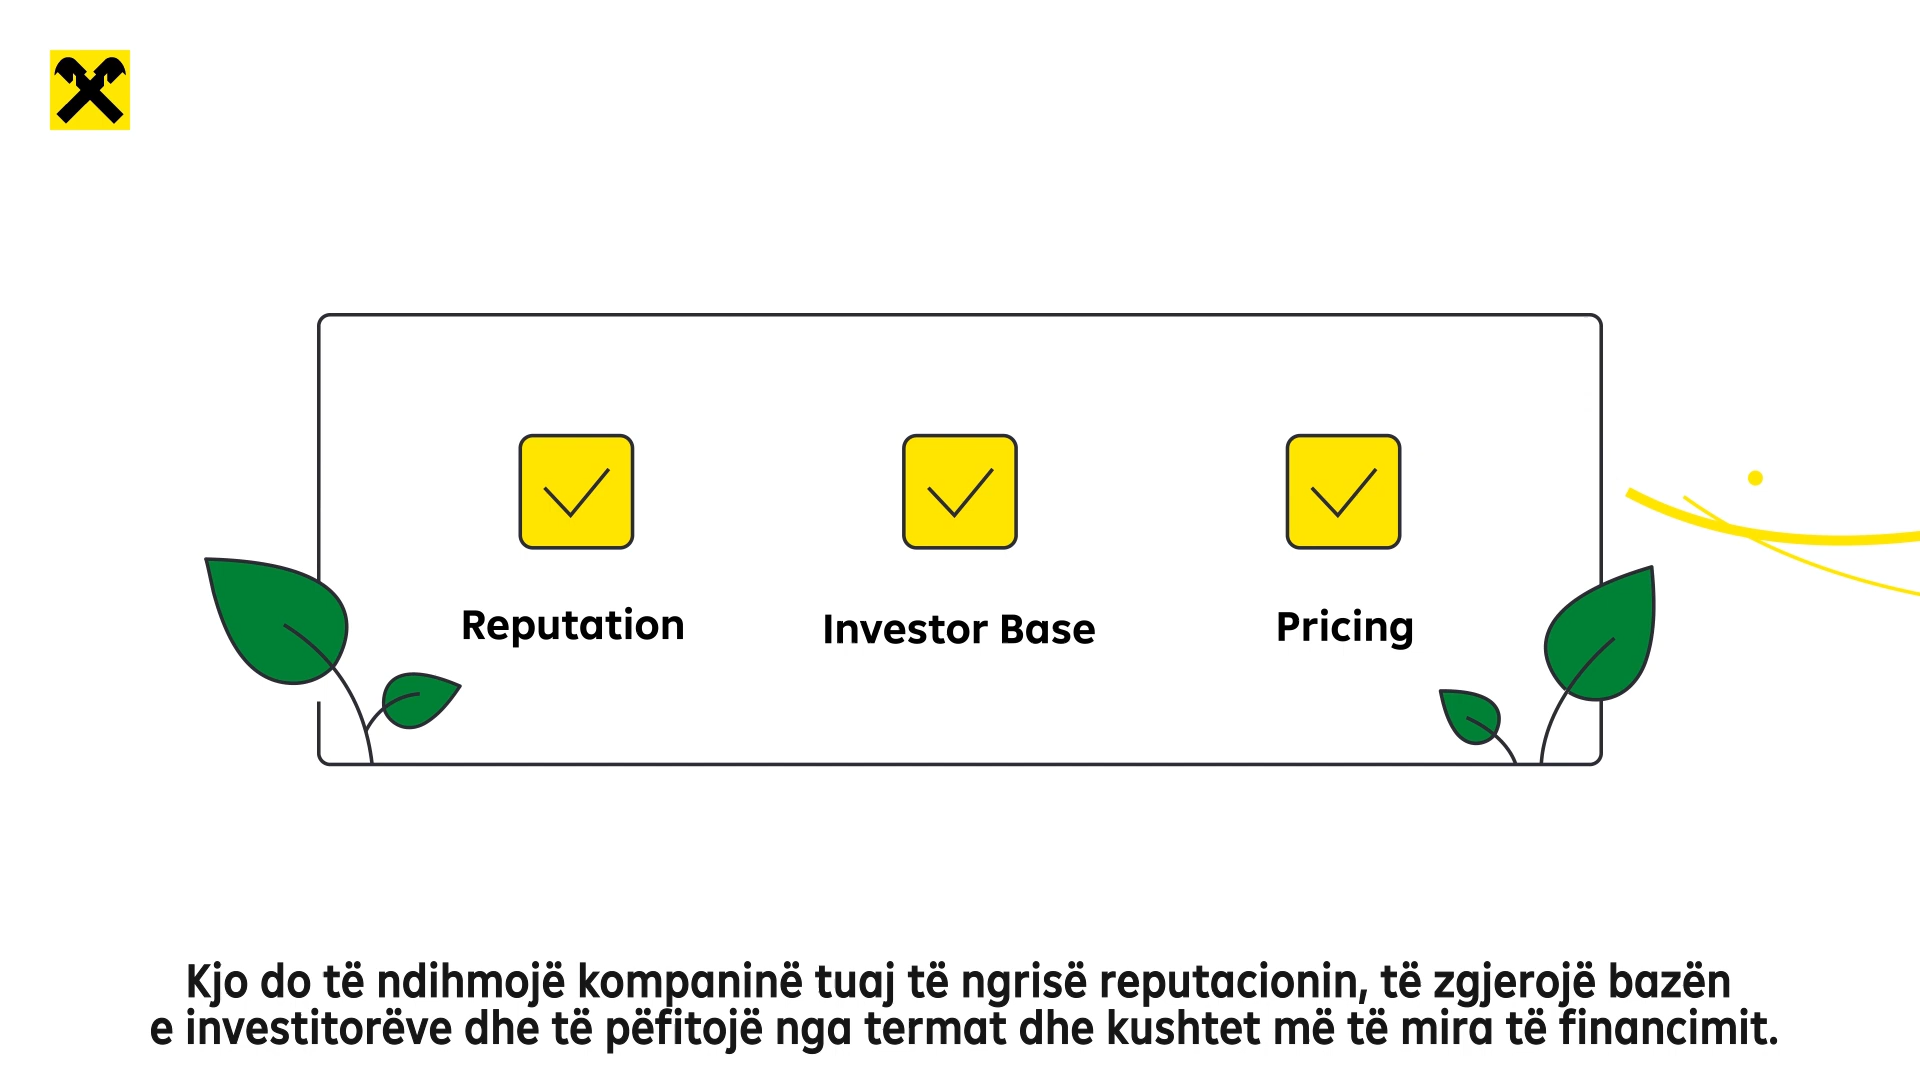 Reputation
Investor Base
Pricing
Kjo do të ndihmojë kompaninë tuaj të ngrisë reputacionin, të zgjerojë bazën
e investitorëve dhe të pëfitojë nga termat dhe kushtet më të mira të financimit.